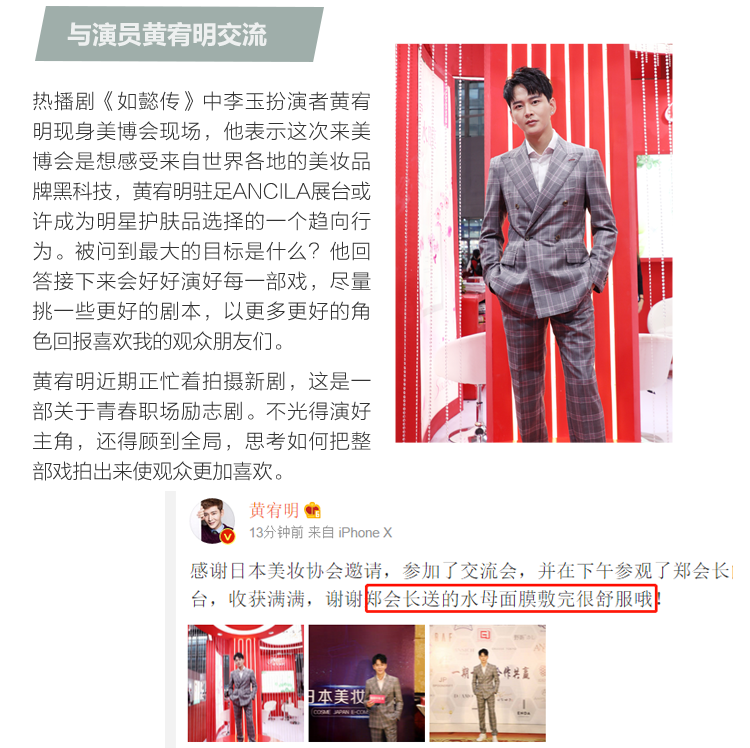 与演员黄宥明交流
热播剧《如懿传》中李玉扮演者黄宥
明现身美博会现场，他表示这次来美
博会是想感受来自世界各地的美妆品
牌黑科技，黄宥明驻足ANCILA展台或
许成为明星护肤品选择的一个趋向行
为。被问到最大的目标是什么？他回
答接下来会好好演好每一部戏，尽量
挑一些更好的剧本，以更多更好的角
色回报喜欢我的观众朋友们。
黄宥明近期正忙着拍摄新剧，这是一
部关于青春职场励志剧。不光得演好
主角，还得顾到全局，思考如何把整
部戏拍出来使观众更加喜欢。
黄宥明
13分钟前 来自 iPhone X
感谢日本美妆协会邀请，参加了交流会，并在下午参观了郑会长
台，收获满满，谢谢郑会长送的水母面膜敷完很舒服哦！
日本美妆
COSME JAPAN E-COM